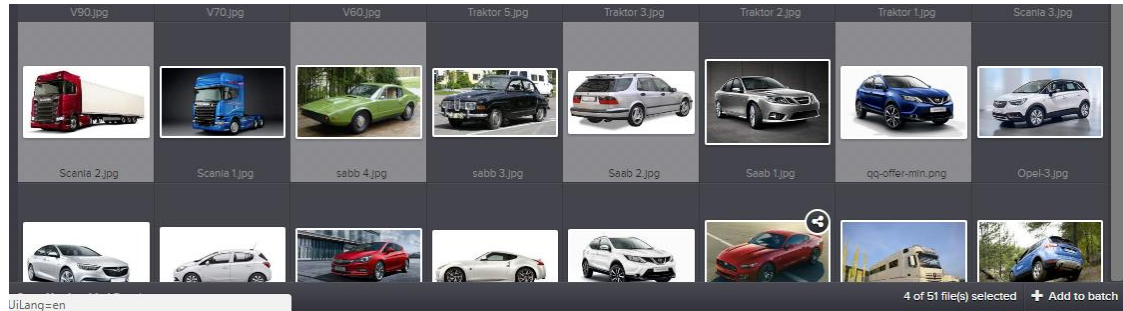 V90.jpg V70.jpg V60.jpg Traktor 5.jpg Traktor 3.jpg Traktor 2.jpg Traktor 1.jpg Scania 3.jpg
Scania 2.jpg Scania 1.jpg sabb 4.jpg sabb 3.jpg Saab 2.jpg Saab 1.jpg qq-offer-min.png Opel-3.jpg
4 of 51 file(s) selected Add to batch
UiLang=en